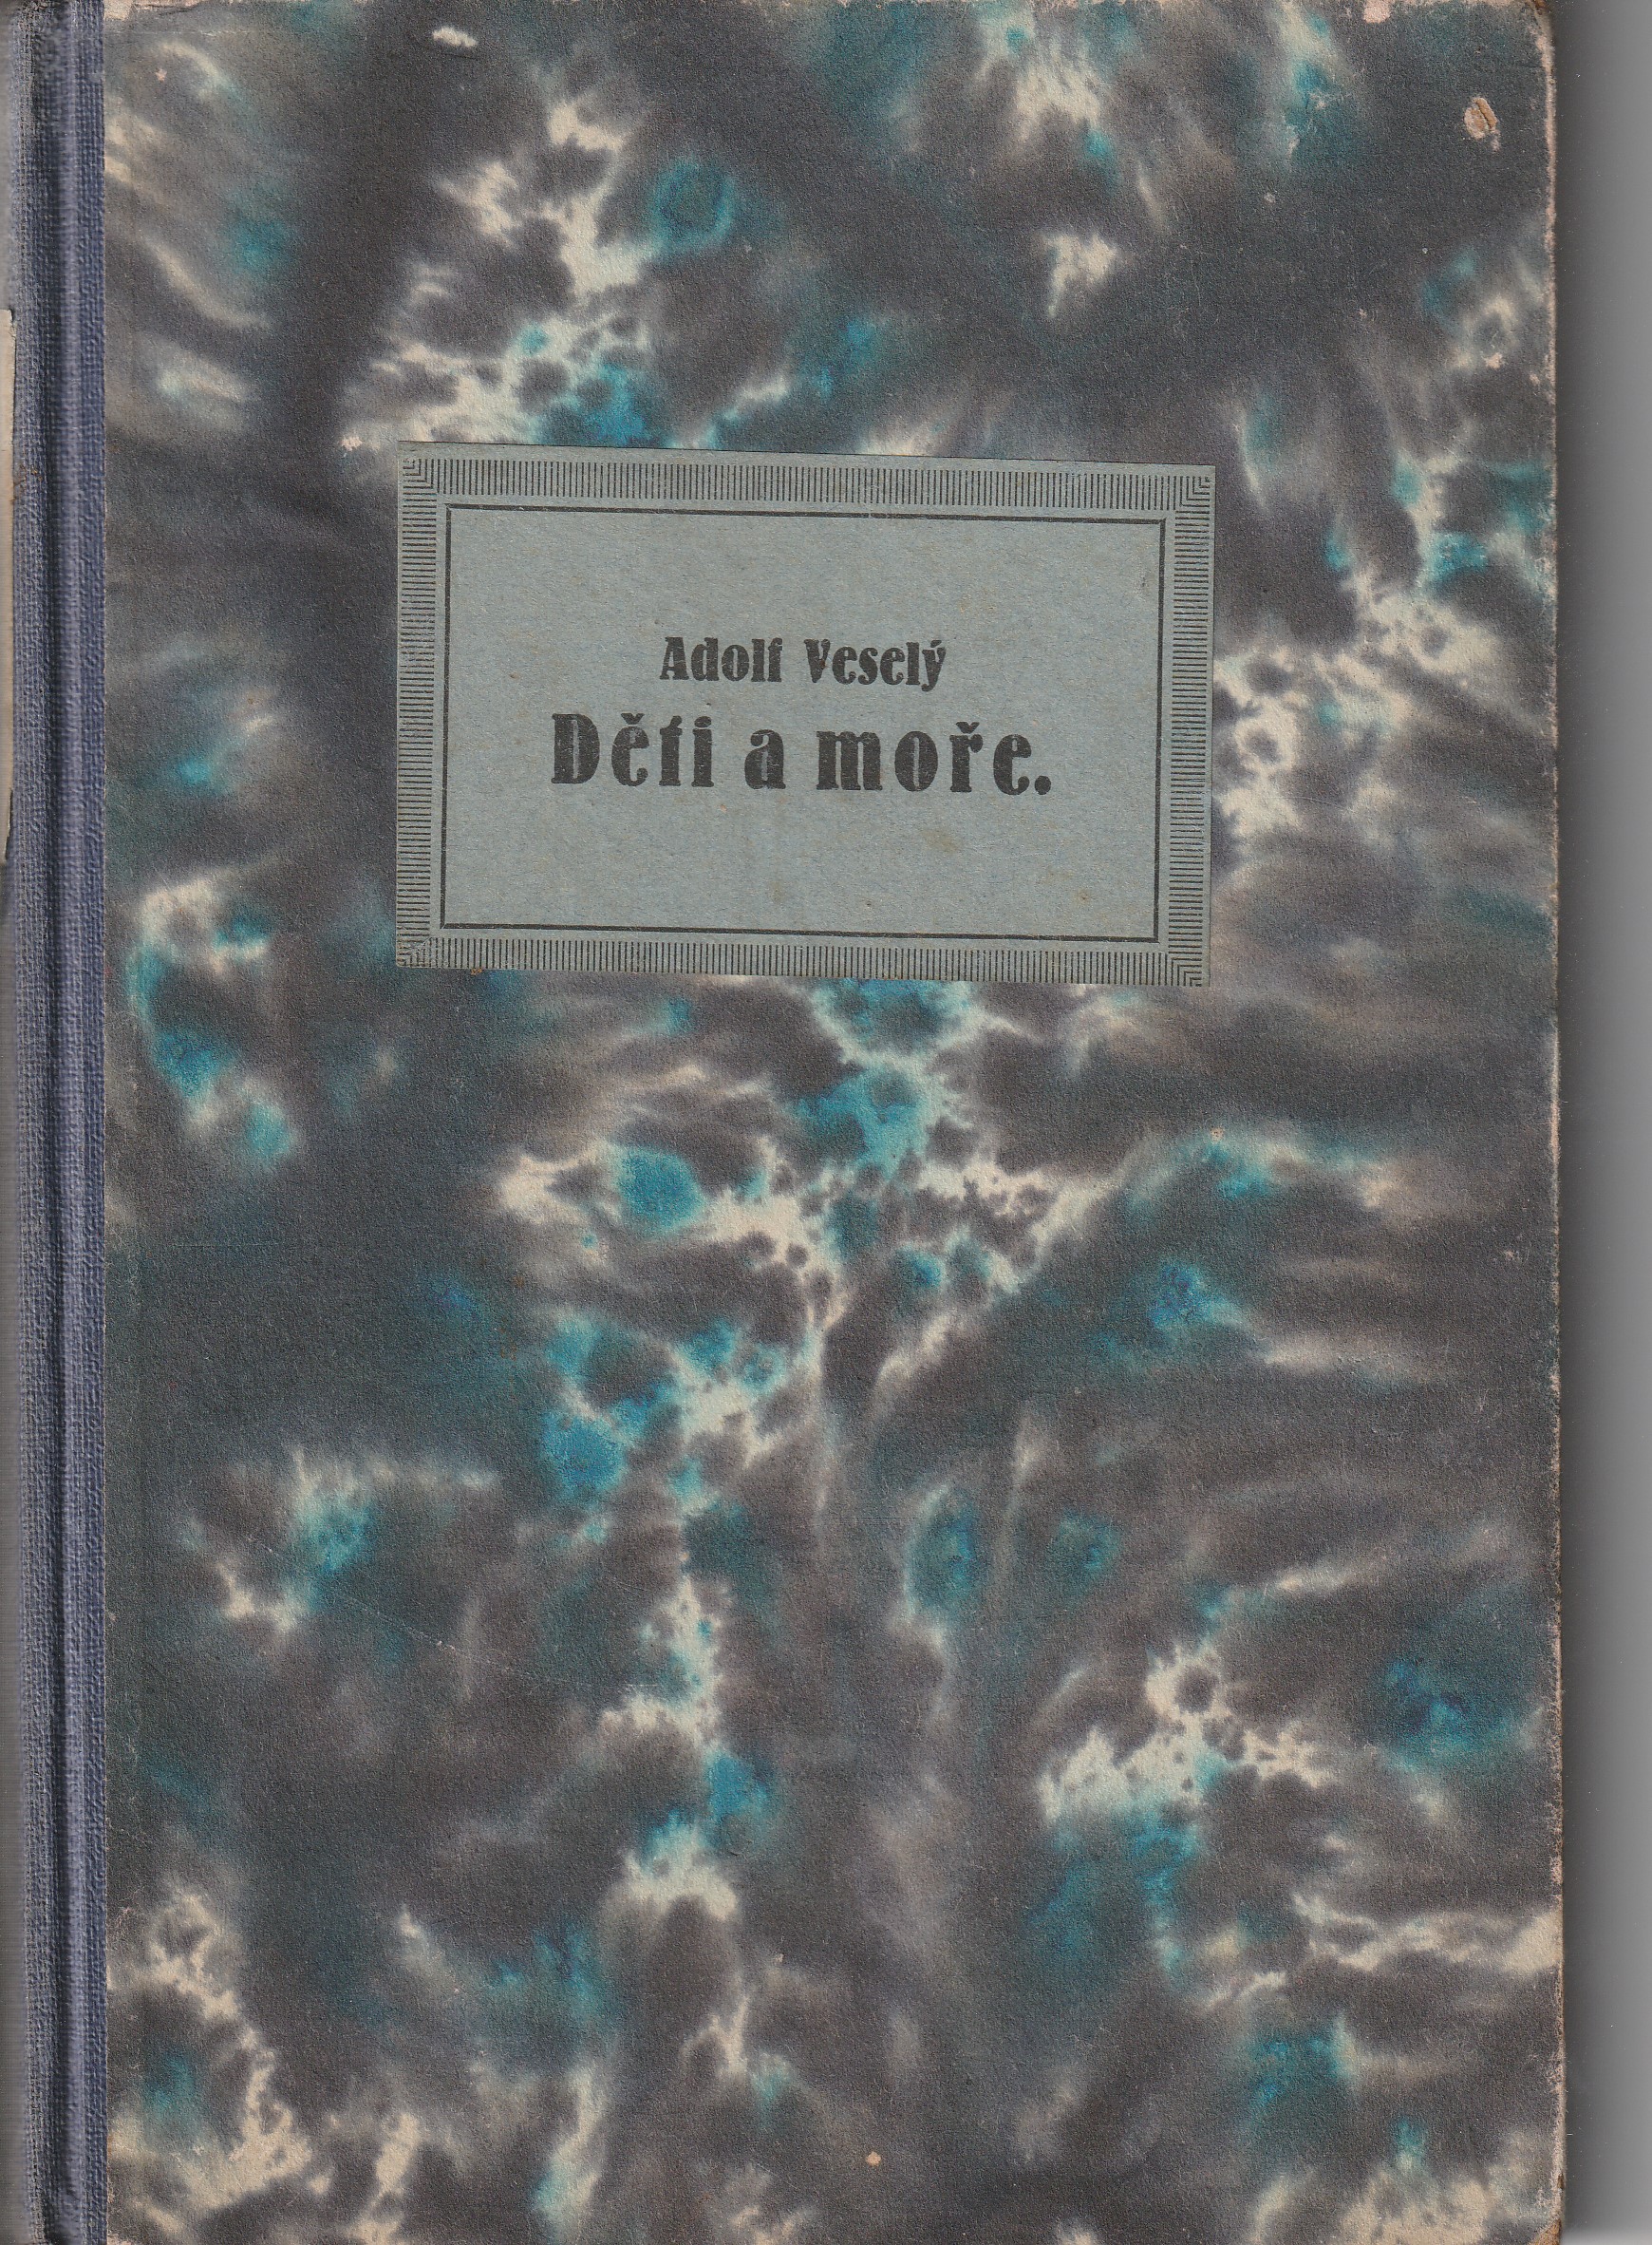 Adolf Veselý
Děti a moře.